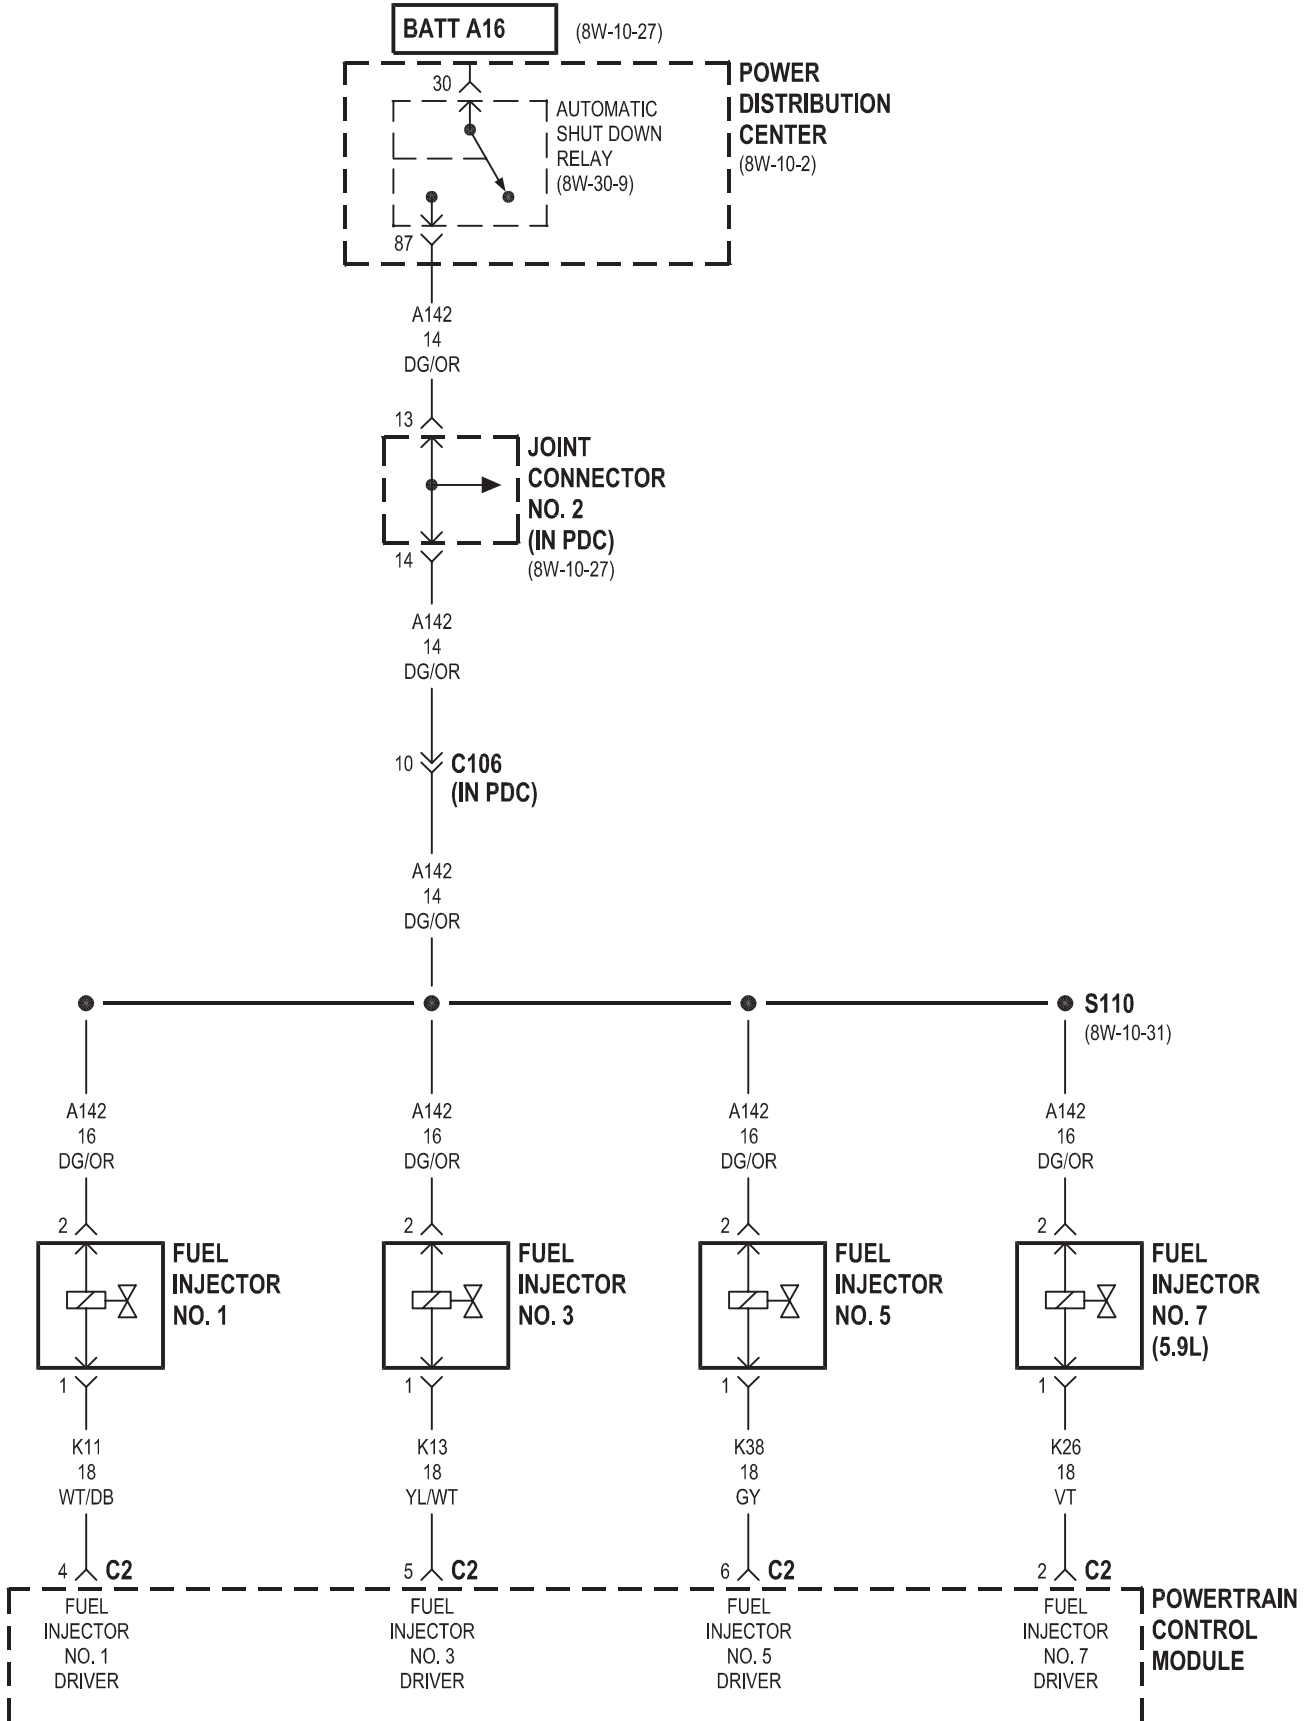 BATT A16
(8W-10-27)
POWER
DISTRIBUTION
CENTER
(8W-10-2)
30
AUTOMATIC
SHUT DOWN
RELAY
(8W-30-9)
87
A142
14
DG/OR
13
JOINT
CONNECTOR
NO. 2
(IN PDC)
(8W-10-27)
14
A142
14
DG/OR
10
C106
(IN PDC)
A142
14
DG/OR
S110
(8W-10-31)
A142
16
DG/OR
A142
16
DG/OR
A142
16
DG/OR
A142
16
DG/OR
2
FUEL
INJECTOR
NO. 1
1
2
FUEL
INJECTOR
NO. 3
1
2
FUEL
INJECTOR
NO. 5
1
2
FUEL
INJECTOR
NO. 7
(5.9L)
1
K11
18
WT/DB
K13
18
YL/WT
K38
18
GY
K26
18
VT
4 C2
5 C2
6 C2
2 C2
FUEL
INJECTOR
NO. 1
DRIVER
FUEL
INJECTOR
NO. 3
DRIVER
FUEL
INJECTOR
NO. 5
DRIVER
FUEL
INJECTOR
NO. 7
DRIVER
POWERTRAIN
CONTROL
MODULE